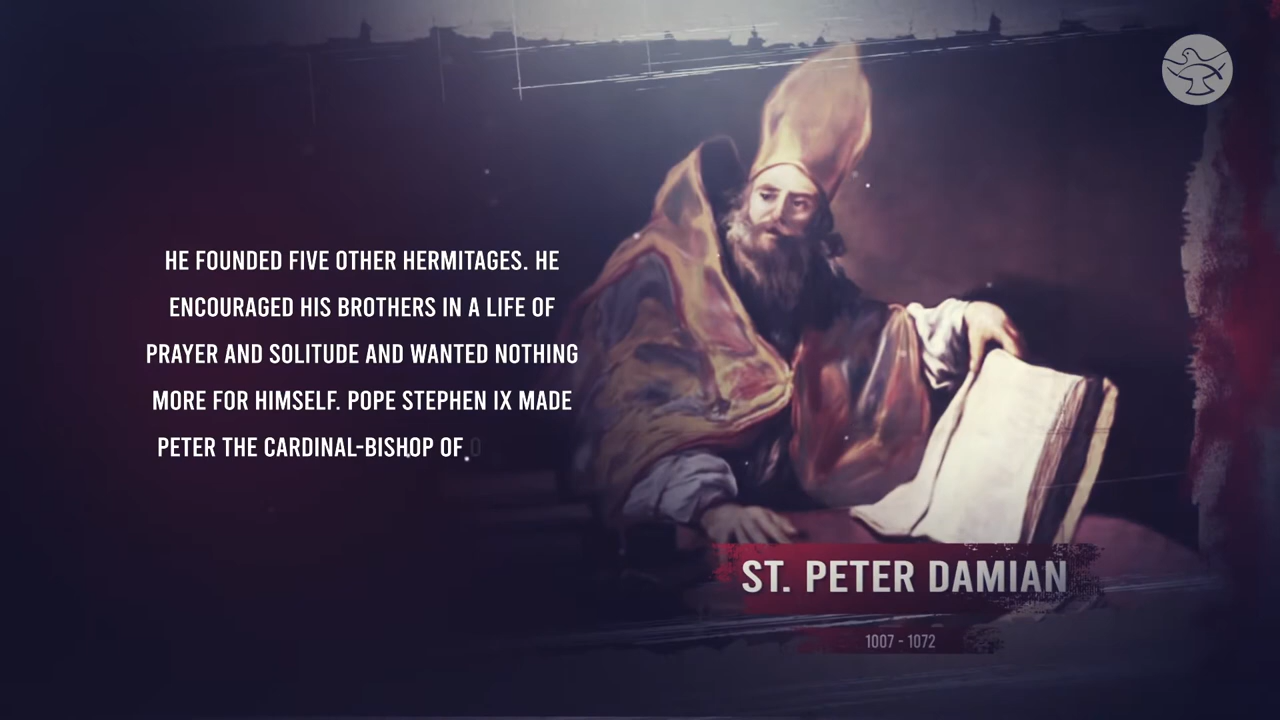 HE FOUNDED FIVE OTHER HERMITAGES. HE
ENCOURAGED HIS BROTHERS IN A LIFE OF
PRAYER AND SOLITUDE AND WANTED NOTHING
MORE FOR HIMSELF. POPE STEPHEN IX MADE
PETER THE CARDINAL-BISHOP OF O
ST. PETER DAMIAN
1007 - 1072